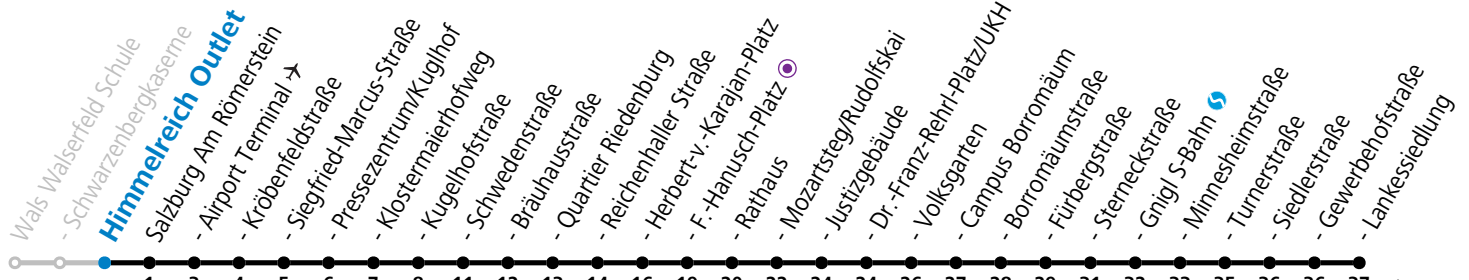 Wals Walserfeld Schule
- Schwarzenbergkaserne
Himmelreich Outlet
Salzburg Am Römerstein
- Airport Terminal
- Kröbenfeldstraße
- Siegfried-Marcus-Straße
- Pressezentrum/Kuglhof
- Klostermaierhofweg
- Kugelhofstraße
- Schwedenstraße
- Bräuhausstraße
- Quartier Riedenburg
- Reichenhaller Straße
- Herbert-v.-Karajan-Platz
- F.-Hanusch-Platz
- Rathaus
- Mozartsteg/Rudolfskai
- Justizgebäude
- Dr.-Franz-Rehrl-Platz/UKH
- Volksgarten
- Campus Borromäum
- Borromäumstraße
- Fürbergstraße
- Sterneckstraße
- Gnigl S-Bahn
- Minnesheimstraße
- Turnerstraße
- Siedlerstraße
- Gewerbehofstraße
- Lankessiedlung